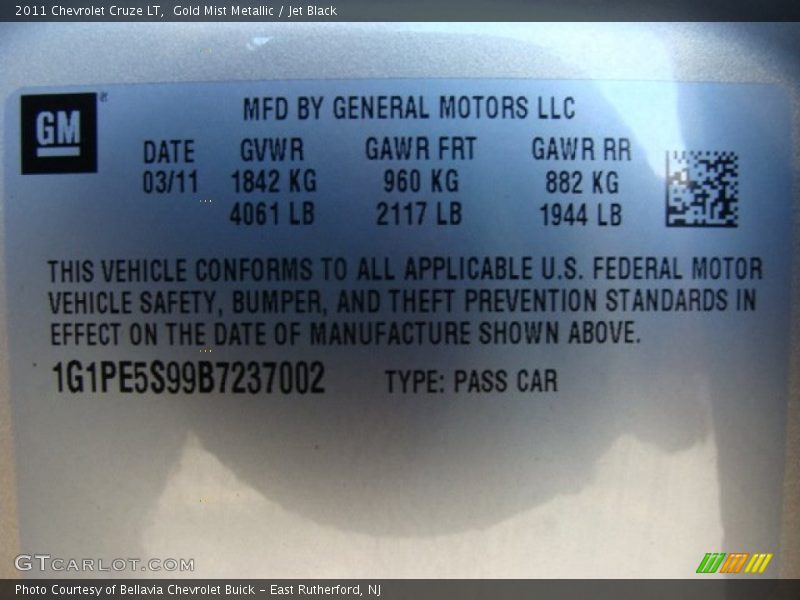 2011 Chevrolet Cruze LT,  Gold Mist Metallic / Jet Black
GM
MFD BY GENERAL MOTORS LLC
DATE GVWR GAWR FRT GAWR RR
03/11 1842 KG 960 KG 882 KG
4061 LB 2117 LB 1944 LB
THIS VEHICLE CONFORMS TO ALL APPLICABLE U.S. FEDERAL MOTOR
VEHICLE SAFETY, BUMPER, AND THEFT PREVENTION STANDARDS IN
EFFECT ON THE DATE OF MANUFACTURE SHOWN ABOVE.
1G1PE5S99B7237002 TYPE: PASS CAR
GTCARLOT.COM
Photo Courtesy of Bellavia Chevrolet Buick – East Rutherford, NJ